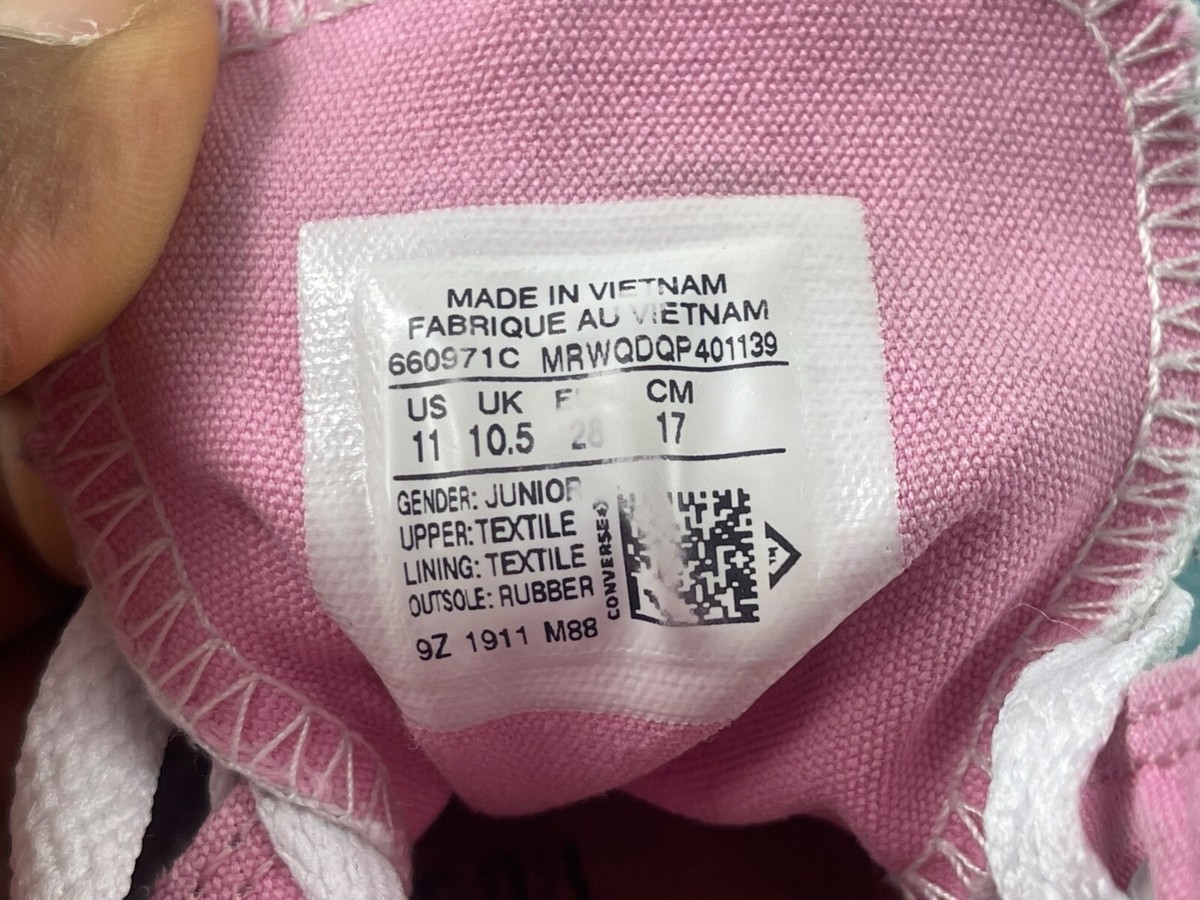 MADE IN VIETNAM
FABRIQUE AU VIETNAM
660971C MRWQDQP401139
US UK CM
11 10.5 28 17
GENDER: JUNIOR
UPPER: TEXTILE
LINING: TEXTILE
OUTSOLE: RUBBER
9Z 1911 M88
CONVERSE
TM